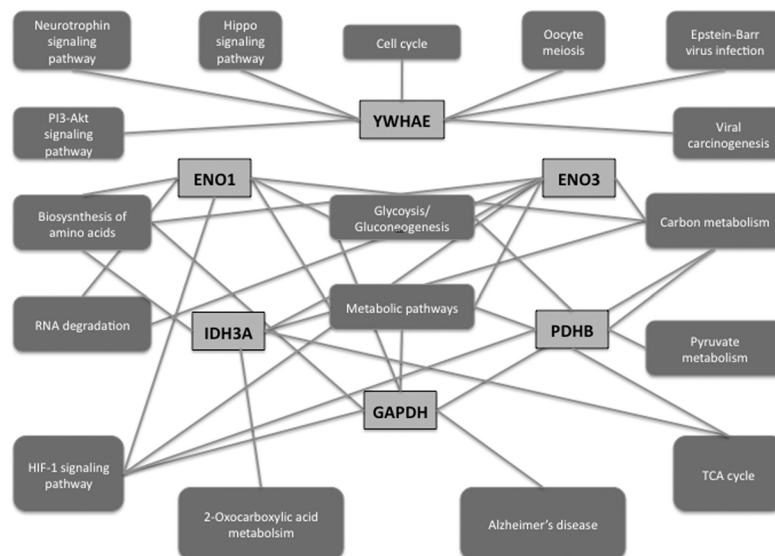 Neurotrophin
signaling
pathway
Hippo
signaling
pathway
Cell cycle
Oocyte
meiosis
Epstein-Barr
virus infection
PI3-Akt
signaling
pathway
YWHAE
Viral
carcinogenesis
ENO1
ENO3
Biosysnthesis of
amino acids
Glycoysis/
Gluconeogenesis
Carbon metabolism
RNA degradation
IDH3A
Metabolic pathways
PDHB
Pyruvate
metabolism
GAPDH
HIF-1 signaling
pathway
TCA cycle
2-Oxocarboxylic acid
metabolsim
Alzheimer's disease